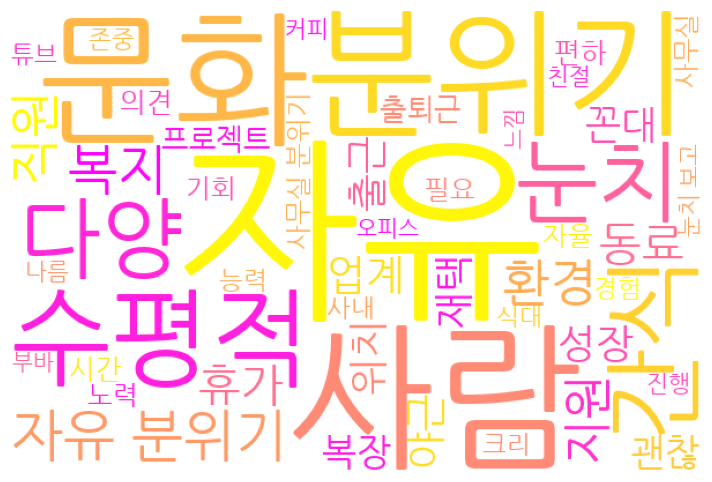 존중
커피
튜브
문화
분위기
사무실
편하
친절
의견
출퇴근
직원
프로젝트
느낌
꼰대
복지
사무실 분위기
출근
자유
눈치
기회
필요
눈치 보고
다양
오피스
자율
동료
나름
능력
업계
재택
환경
경험
간식
수평적
사내
식대
사람
위치
성장
부바
시간
휴가
노력
지원
진행
자유 분위기
복장
야근
크리
괜찮